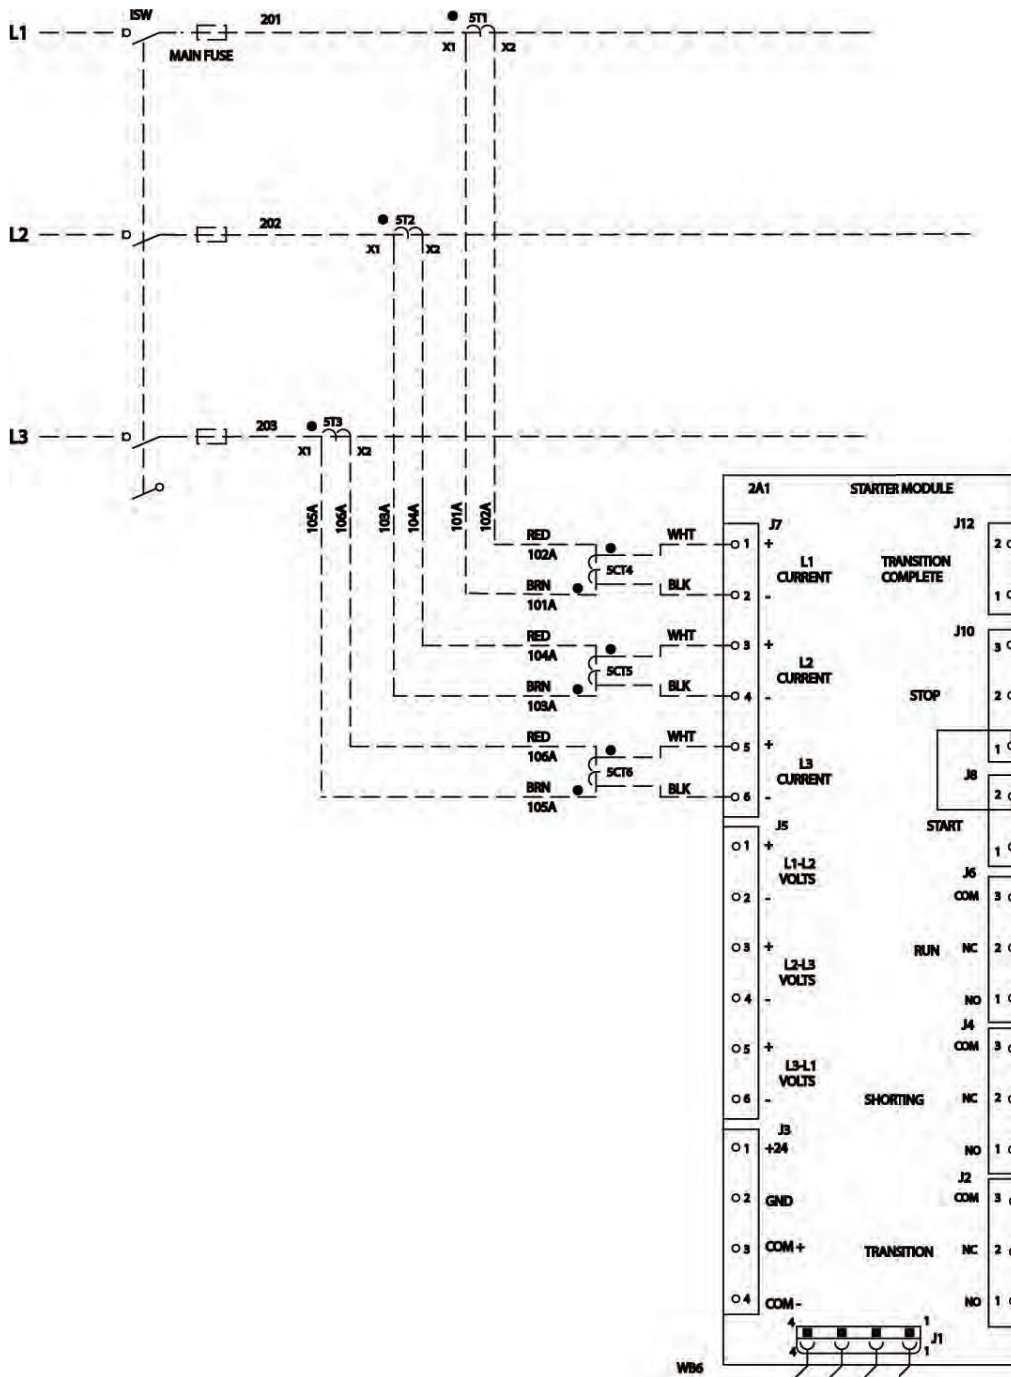 ISW
L1
201
5T1
X1
X2
MAIN FUSE
L2
202
5T2
X1
X2
L3
203
5T3
X1
X2
105A
106A
103A
104A
101A
102A
2A1
STARTER MODULE
J7
J12
RED
102A
WHT
1
+
5CT4
L1
CURRENT
BRN
101A
BLK
2
-
TRANSITION
COMPLETE
2
1
RED
104A
WHT
3
+
5CT5
L2
CURRENT
BRN
103A
BLK
4
-
J10
3
STOP
2
1
RED
106A
WHT
5
+
5CT6
L3
CURRENT
BRN
105A
BLK
6
-
J8
2
START
1
J5
1 +
L1-L2
VOLTS
2 -
3 +
L2-L3
VOLTS
4 -
5 +
L3-L1
VOLTS
6 -
J6
COM 3
RUN NC 2
NO 1
J4
COM 3
SHORTING NC 2
NO 1
J3
1 +24
2 GND
3 COM +
4 COM -
J2
COM 3
TRANSITION NC 2
NO 1
4 1
J1
4 1
WB6